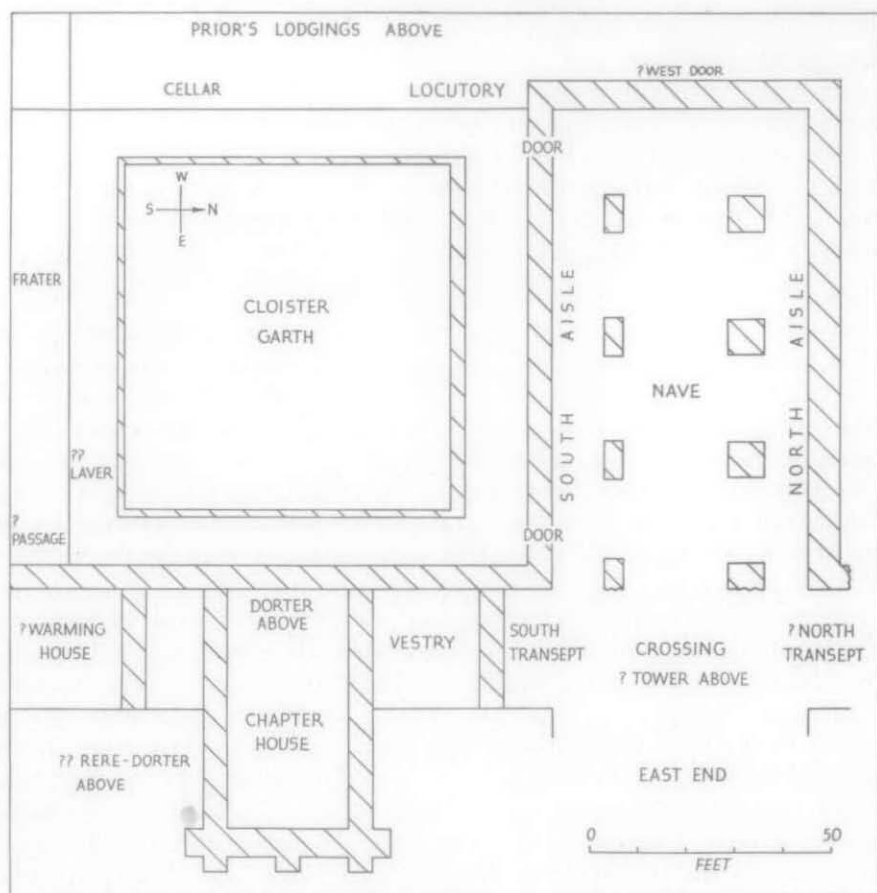 PRIOR'S LODGINGS ABOVE
? WEST DOOR
CELLAR
LOCUTORY
DOOR
W
S
N
E
FRATER
CLOISTER
GARTH
SOUTH AISLE
NORTH AISLE
NAVE
??
LAVER
?
PASSAGE
DOOR
? WARMING
HOUSE
DORTER
ABOVE
VESTRY
SOUTH
TRANSEPT
CROSSING
? TOWER ABOVE
? NORTH
TRANSEPT
CHAPTER
HOUSE
?? RERE-DORTER
ABOVE
EAST END
0
50
FEET